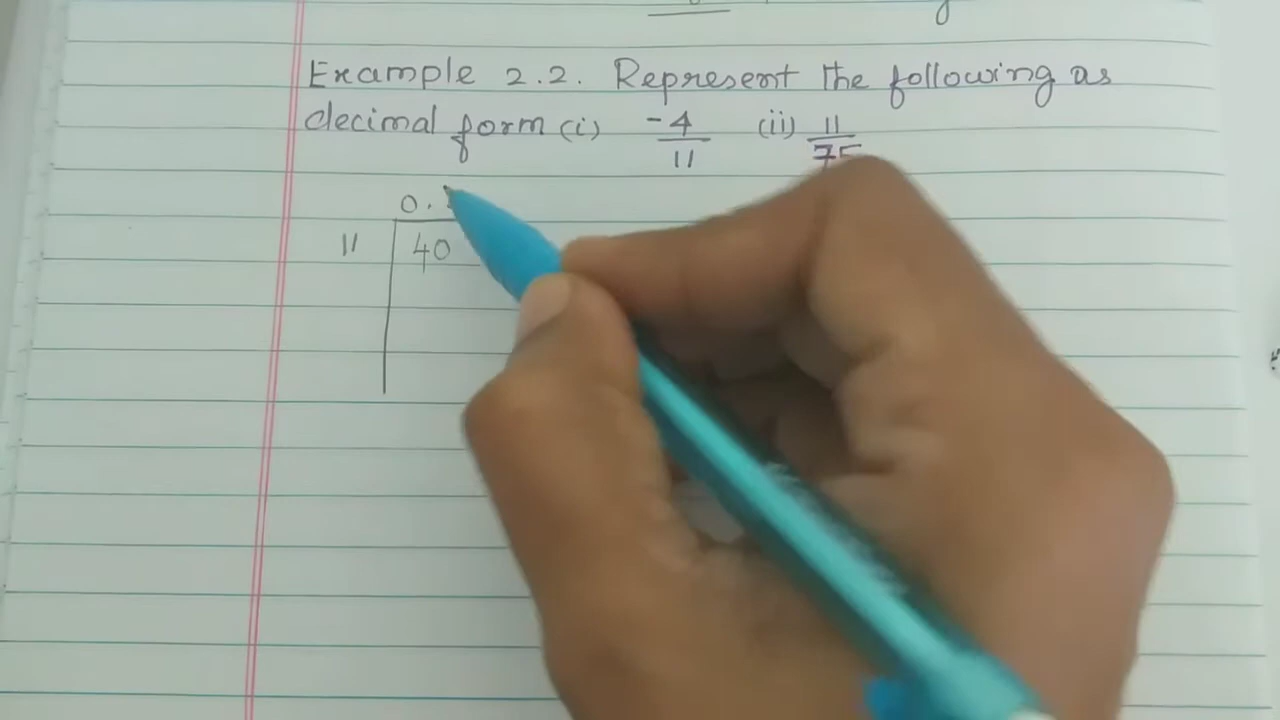 Example 2.2. Represent the following as
decimal form (i) -4/11 (ii) 11/75
0.
11 40